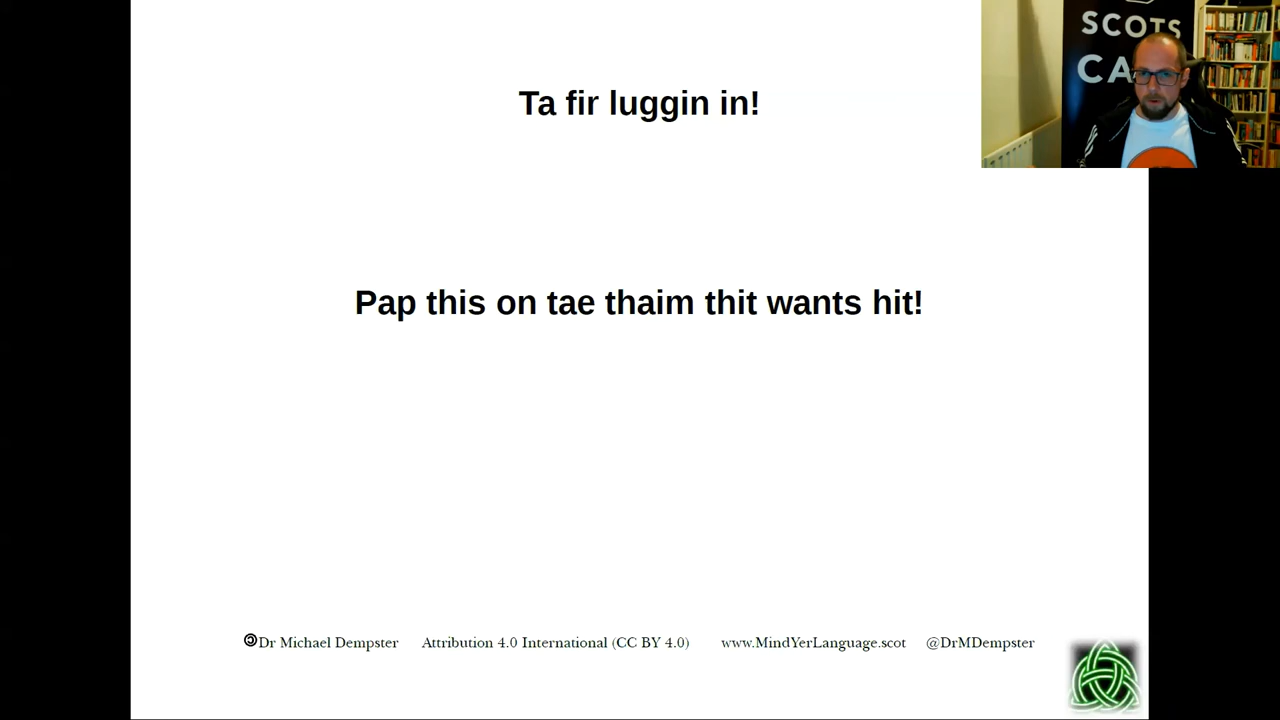 SCOTS
CA
Ta fir luggin in!
Pap this on tae thaim thit wants hit!
Dr Michael Dempster Attribution 4.0 International (CC BY 4.0) www.MindYerLanguage.scot @DrMDempster